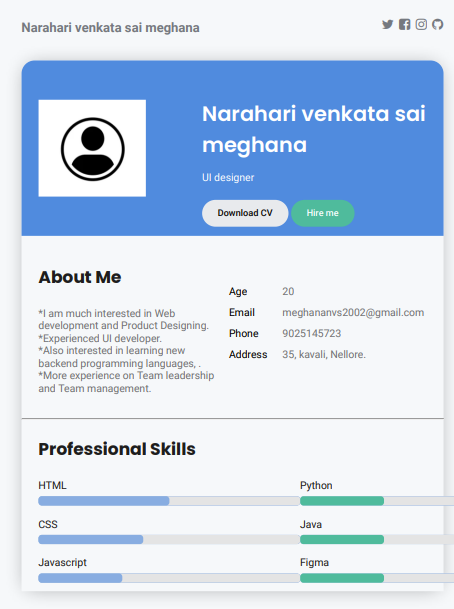 Narahari venkata sai meghana
Narahari venkata sai
meghana
UI designer
Download CV
Hire me
About Me
*I am much interested in Web
development and Product Designing.
*Experienced UI developer.
*Also interested in learning new
backend programming languages, .
*More experience on Team leadership
and Team management.
Age 20
Email meghananvs2002@gmail.com
Phone 9025145723
Address 35, kavali, Nellore.
Professional Skills
HTML
Python
CSS
Java
Javascript
Figma